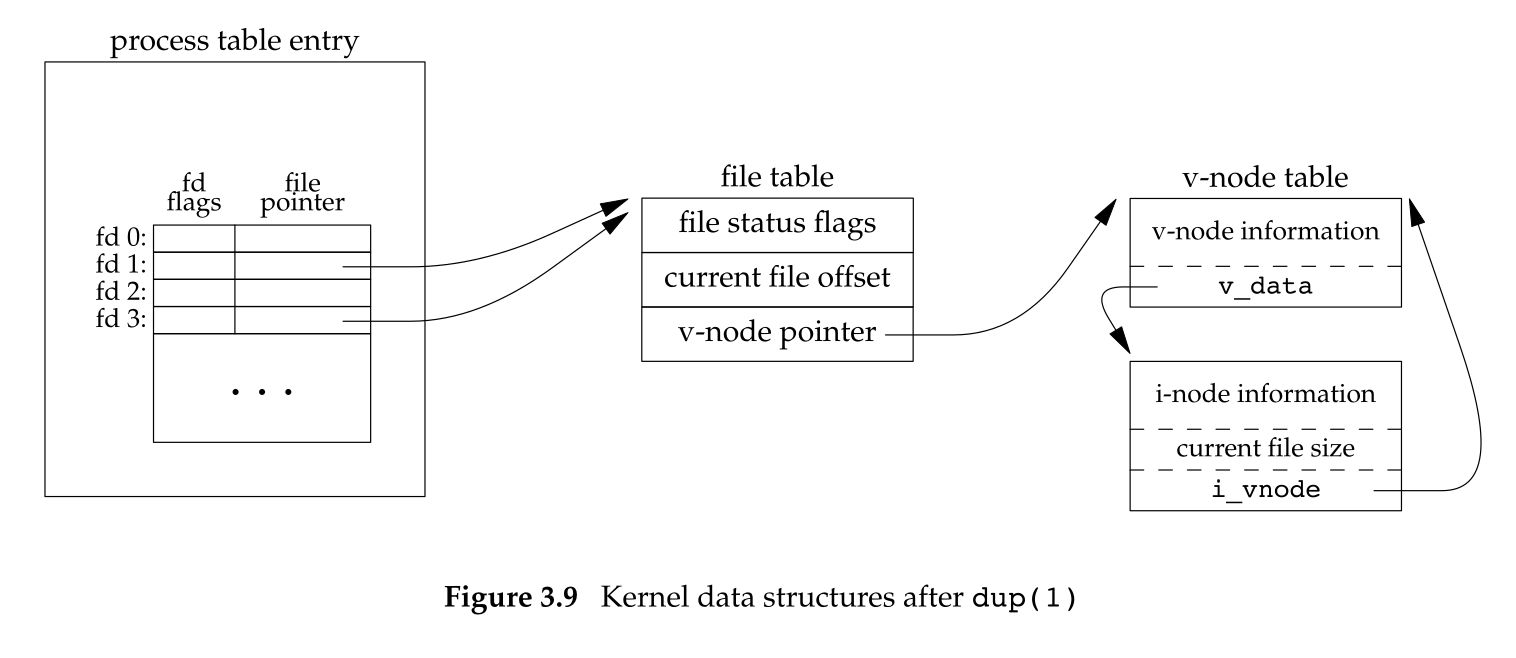 process table entry
fd
flags
file
pointer
fd 0:
fd 1:
fd 2:
fd 3:
. . .
file table
file status flags
current file offset
v-node pointer
v-node table
v-node information
v_data
i-node information
current file size
i_vnode
Figure 3.9 Kernel data structures after dup(1)